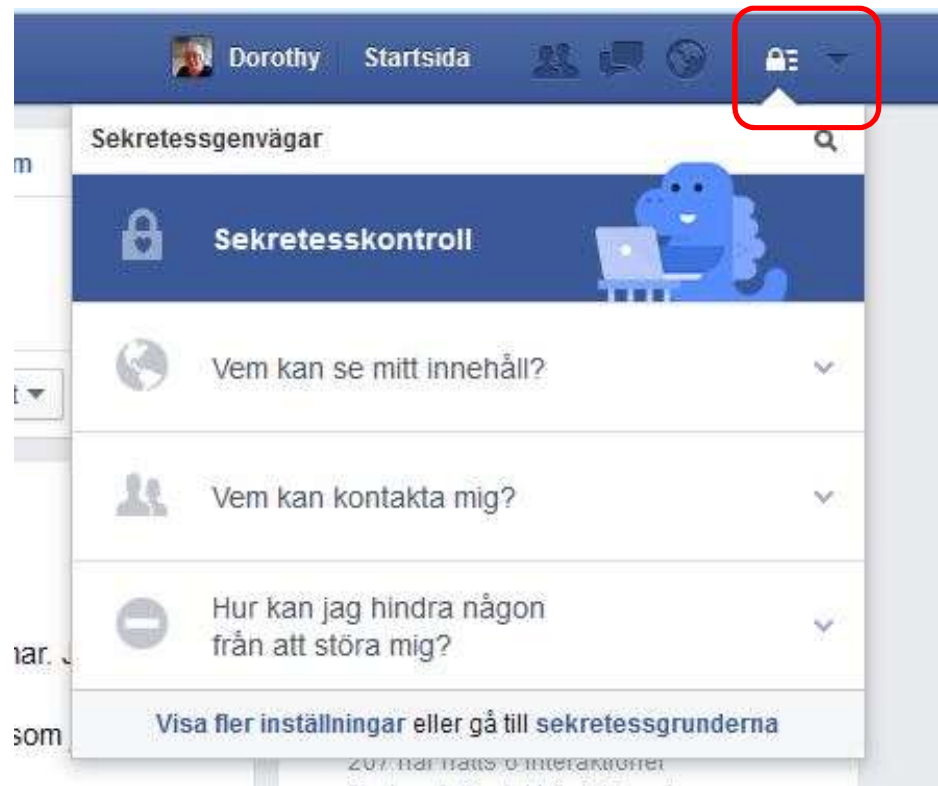 Dorothy Startsida
Sekretessgenvägar
m
Sekretesskontroll
Vem kan se mitt innehåll?
t
Vem kan kontakta mig?
Hur kan jag hindra någon
från att störa mig?
Visa fler inställningar eller gå till sekretessgrunderna
som